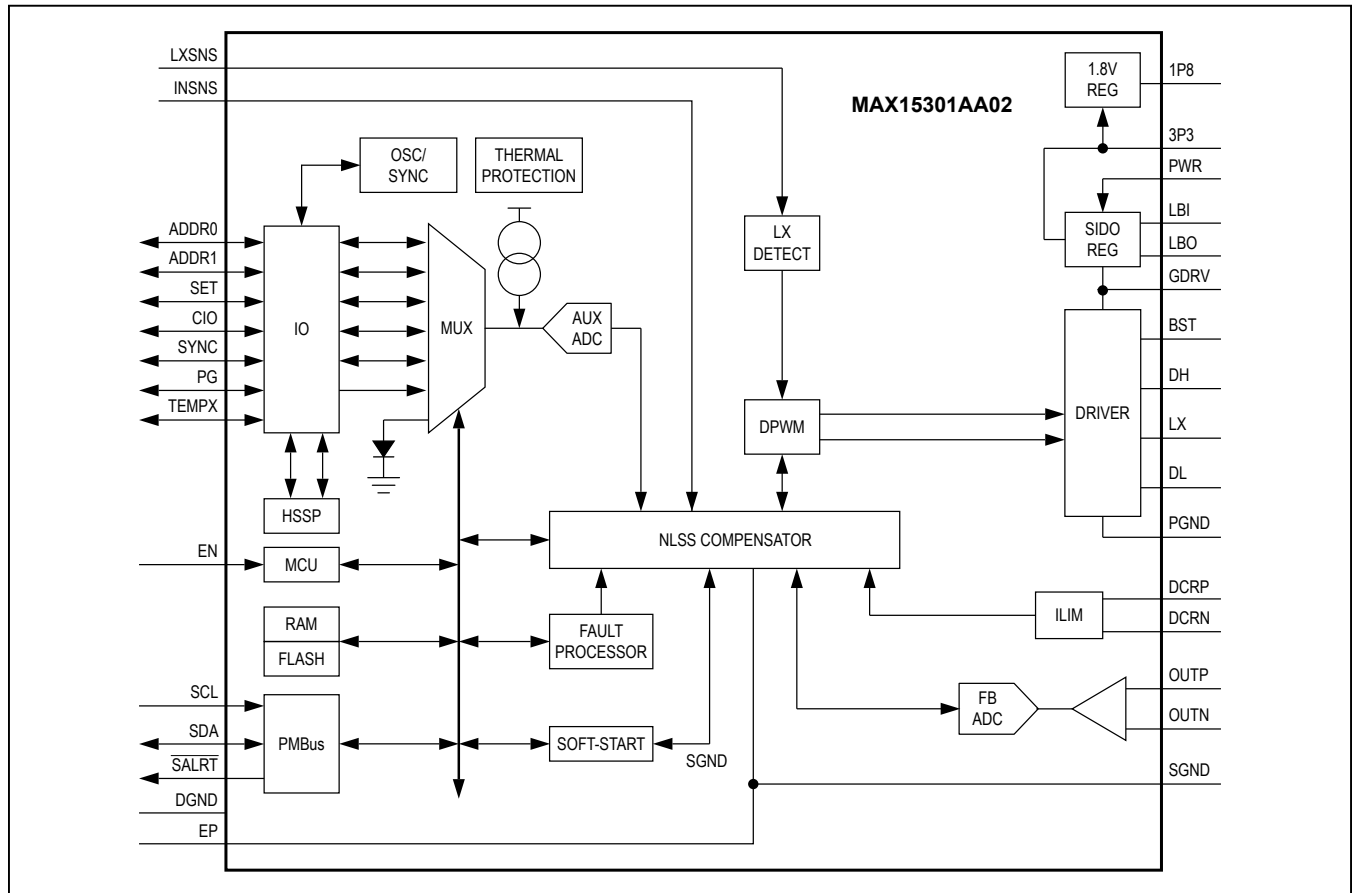 LXSNS
INSNS
MAX15301AA02
1.8V
REG
1P8
3P3
PWR
LBI
LBO
GDRV
SIDO
REG
OSC/
SYNC
THERMAL
PROTECTION
LX
DETECT
ADDR0
ADDR1
SET
CIO
SYNC
PG
TEMPX
IO
MUX
AUX
ADC
DPWM
DRIVER
BST
DH
LX
DL
PGND
HSSP
EN
MCU
NLSS COMPENSATOR
RAM
FLASH
FAULT
PROCESSOR
ILIM
DCRP
DCRN
SCL
SDA
SALRT
PMBus
SOFT-START
SGND
FB
ADC
OUTP
OUTN
SGND
DGND
EP